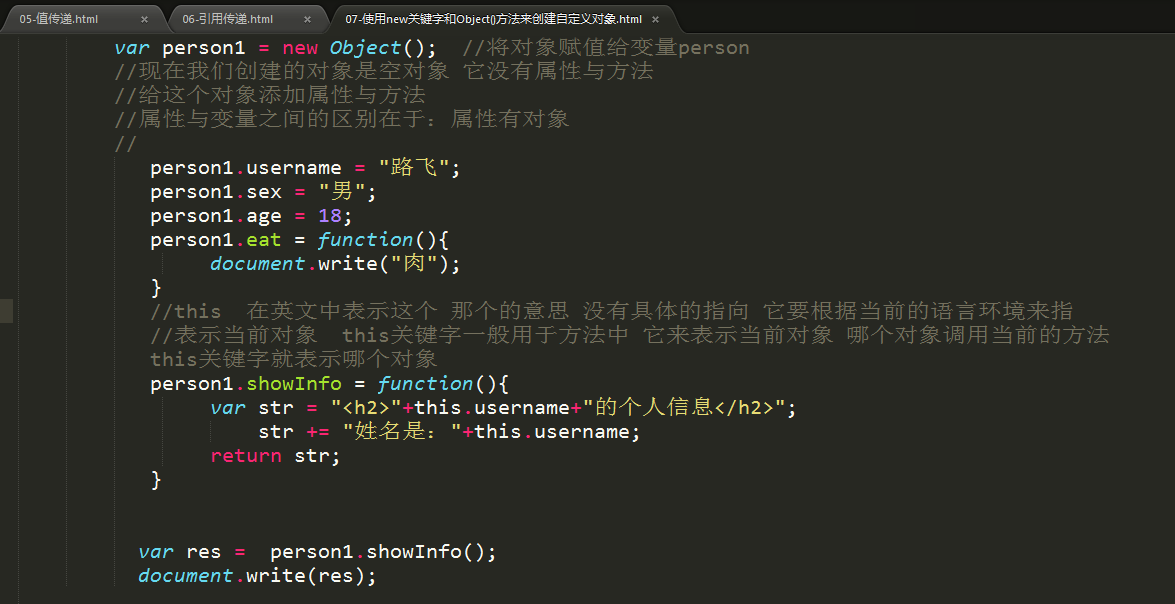 05-值传递.html × 06-引用传递.html × 07-使用new关键字和Object()方法来创建自定义对象.html ×
var person1 = new Object();  //将对象赋值给变量person
//现在我们创建的对象是空对象 它没有属性与方法
//给这个对象添加属性与方法
//属性与变量之间的区别在于：属性有对象
//
person1.username = "路飞";
person1.sex = "男";
person1.age = 18;
person1.eat = function(){
document.write("肉");
}
//this  在英文中表示这个 那个的意思 没有具体的指向 它要根据当前的语言环境来指
//表示当前对象  this关键字一般用于方法中 它来表示当前对象 哪个对象调用当前的方法
this关键字就表示哪个对象
person1.showInfo = function(){
var str = "<h2>"+this.username+"的个人信息</h2>";
str += "姓名是："+this.username;
return str;
}
var res =  person1.showInfo();
document.write(res);